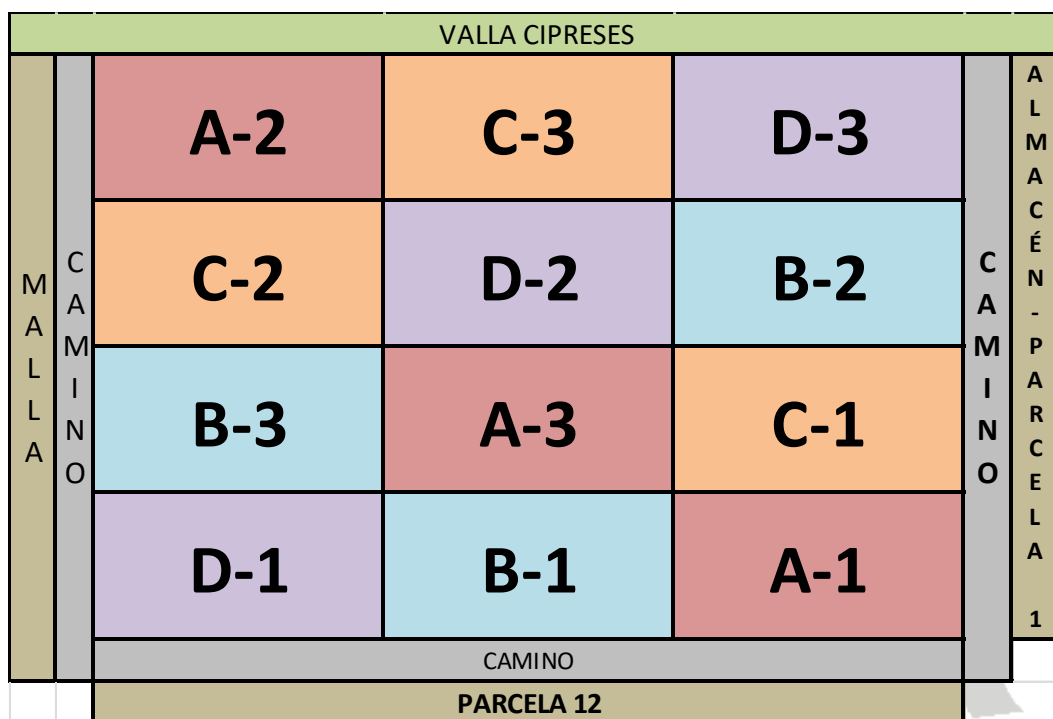 VALLA CIPRESES
MALLA
CAMINO
A-2 C-3 D-3
C-2 D-2 B-2
B-3 A-3 C-1
D-1 B-1 A-1
CAMINO
ALMACÉN-PARCELA 1
CAMINO
PARCELA 12